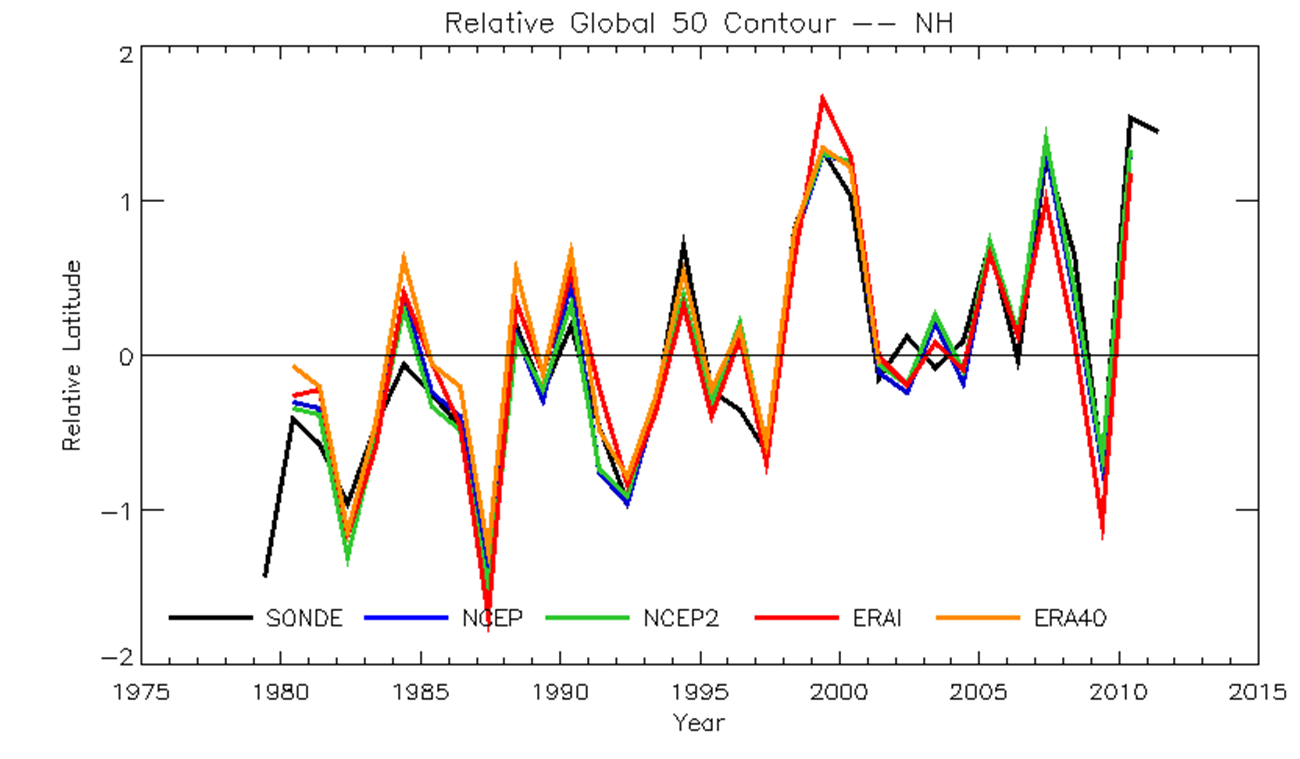 Relative Global 50 Contour −− NH
2
1
0
−1
−2
Relative Latitude
SONDE NCEP NCEP2 ERAI ERA40
1975 1980 1985 1990 1995 2000 2005 2010 2015
Year